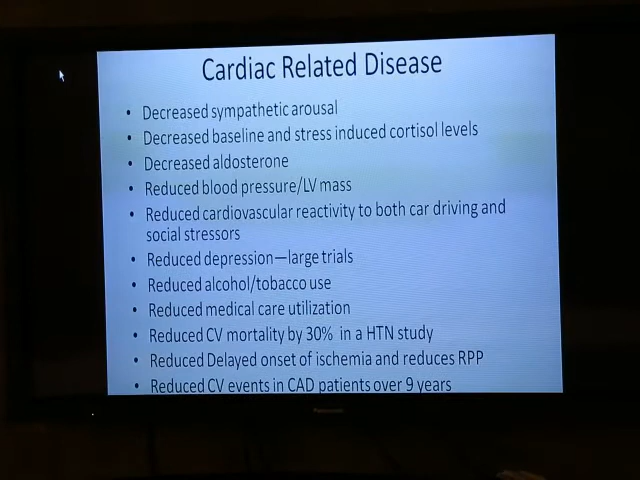 Cardiac Related Disease
• Decreased sympathetic arousal
• Decreased baseline and stress induced cortisol levels
• Decreased aldosterone
• Reduced blood pressure/LV mass
• Reduced cardiovascular reactivity to both car driving and
social stressors
• Reduced depression—large trials
• Reduced alcohol/tobacco use
• Reduced medical care utilization
• Reduced CV mortality by 30% in a HTN study
• Reduced Delayed onset of ischemia and reduces RPP
• Reduced CV events in CAD patients over 9 years
Panasonic